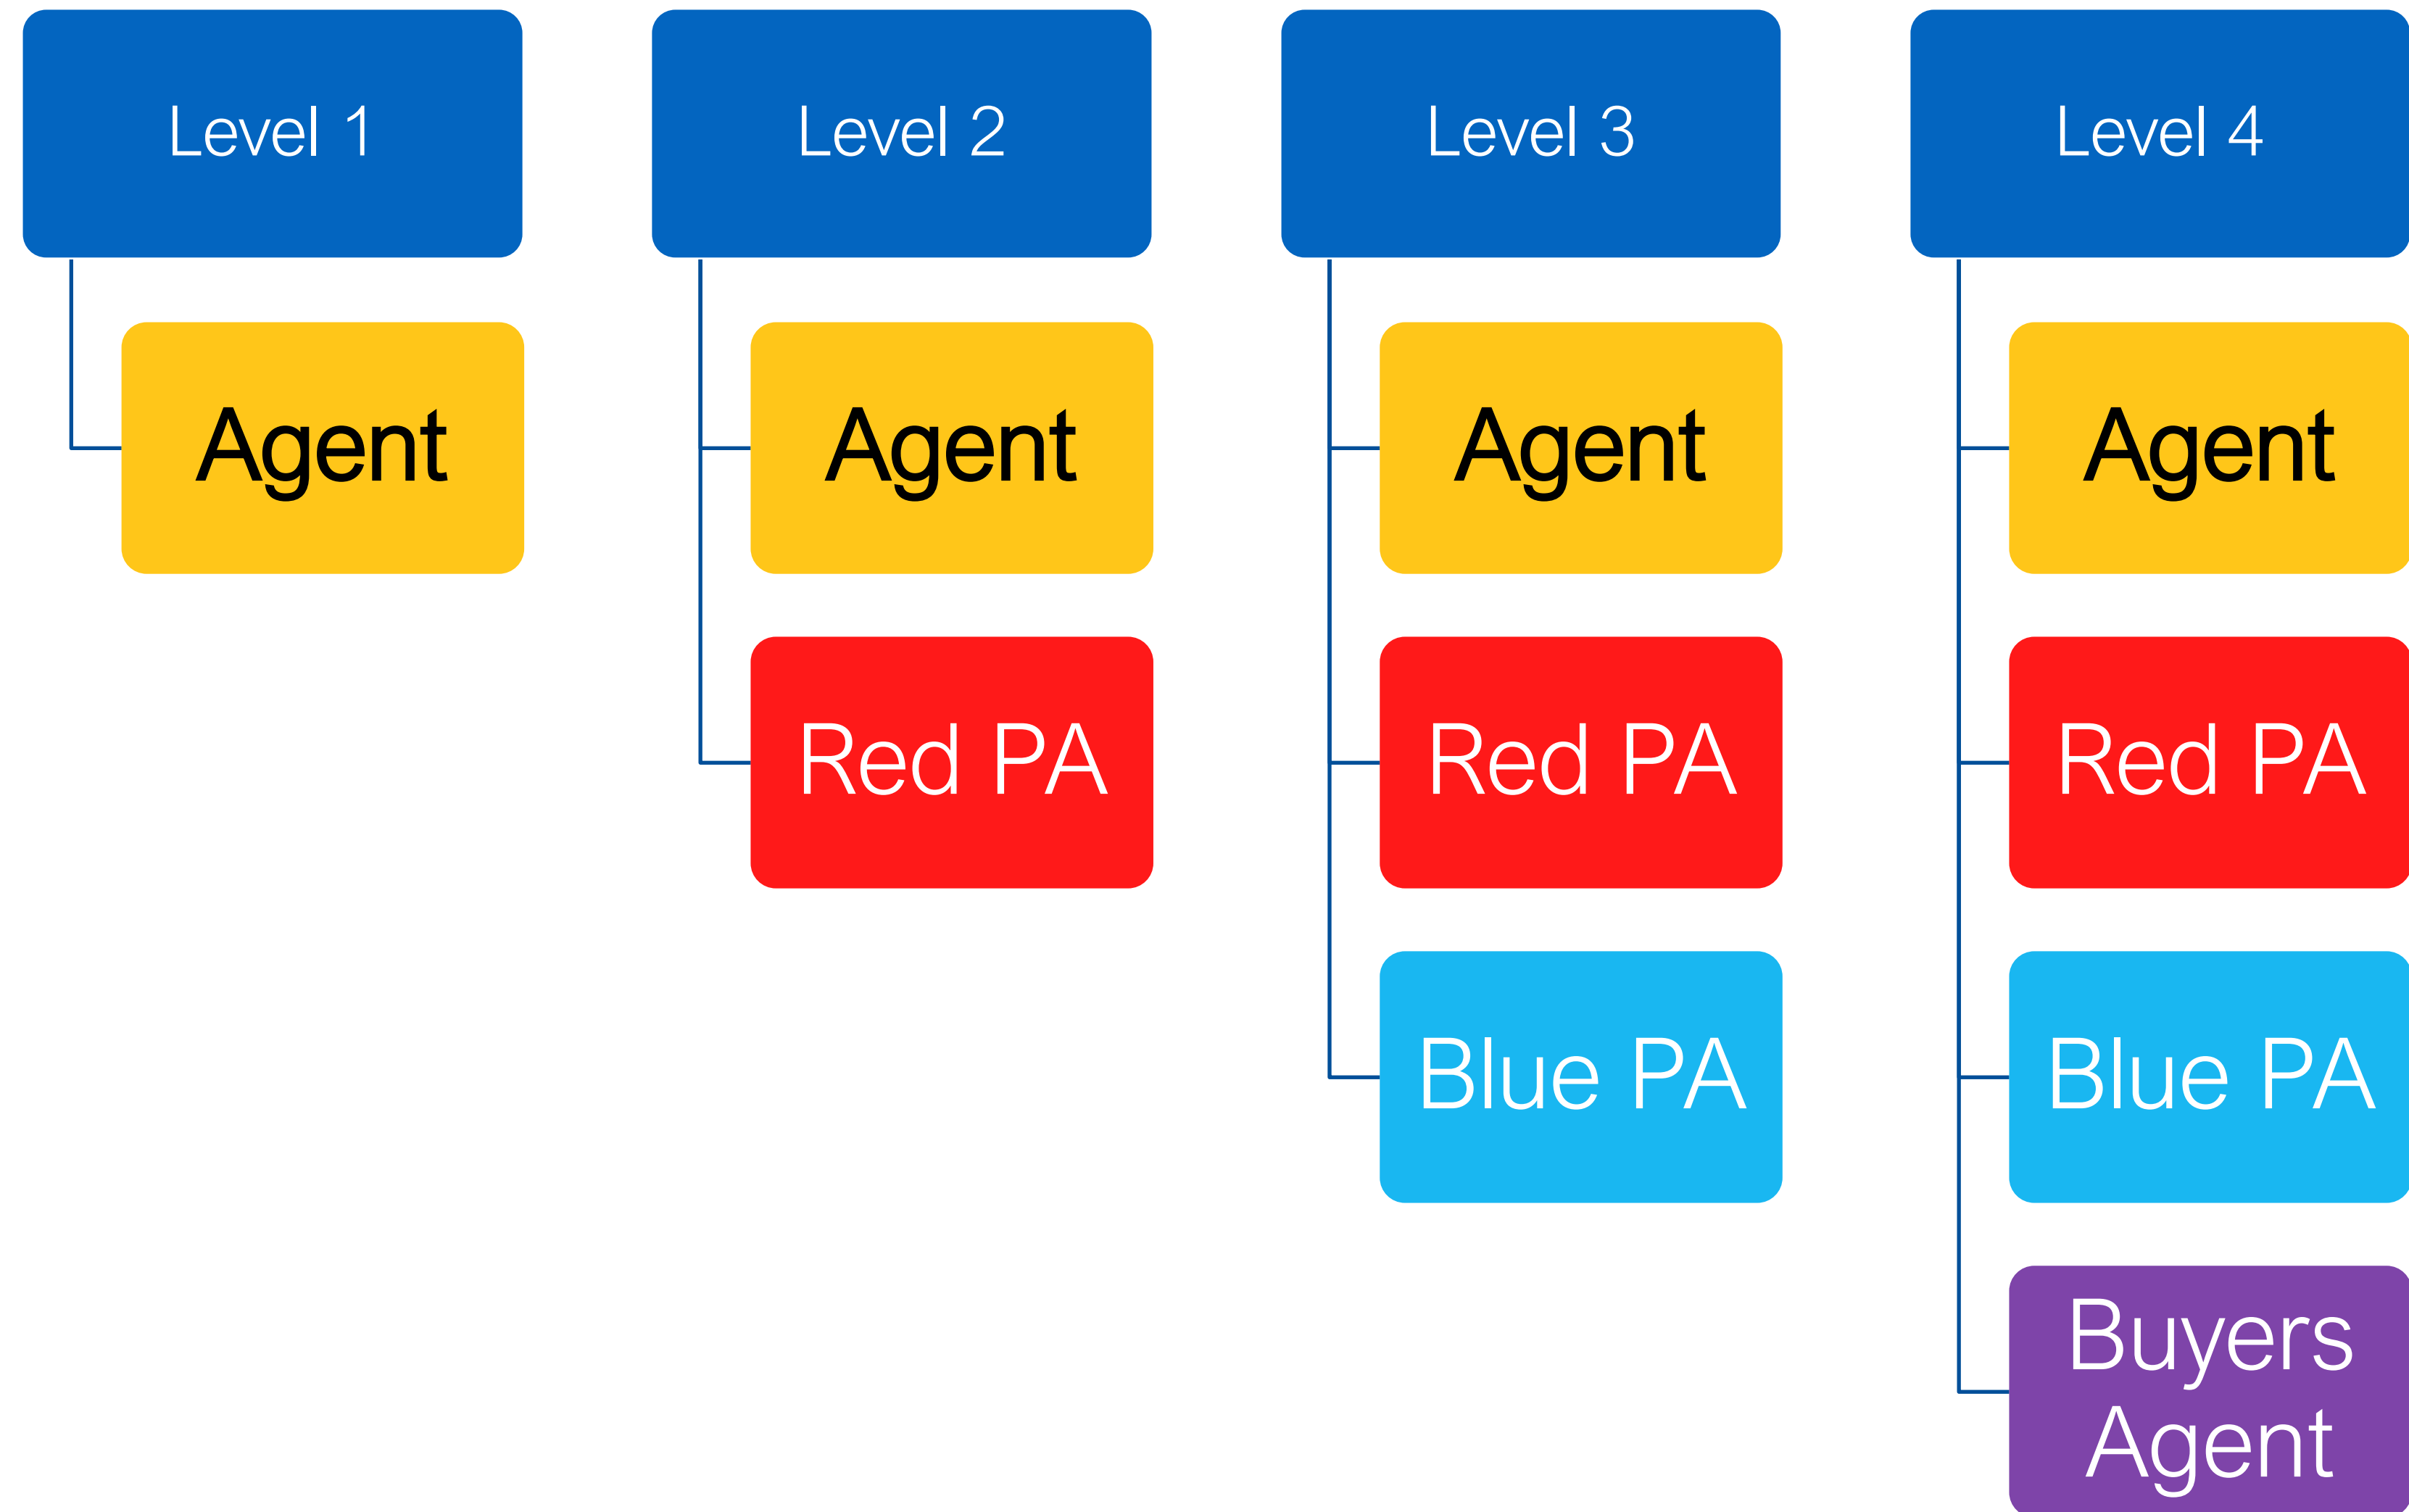 Level 1
Level 2
Level 3
Level 4
Agent
Agent
Agent
Agent
Red PA
Red PA
Red PA
Blue PA
Blue PA
Buyers
Agent